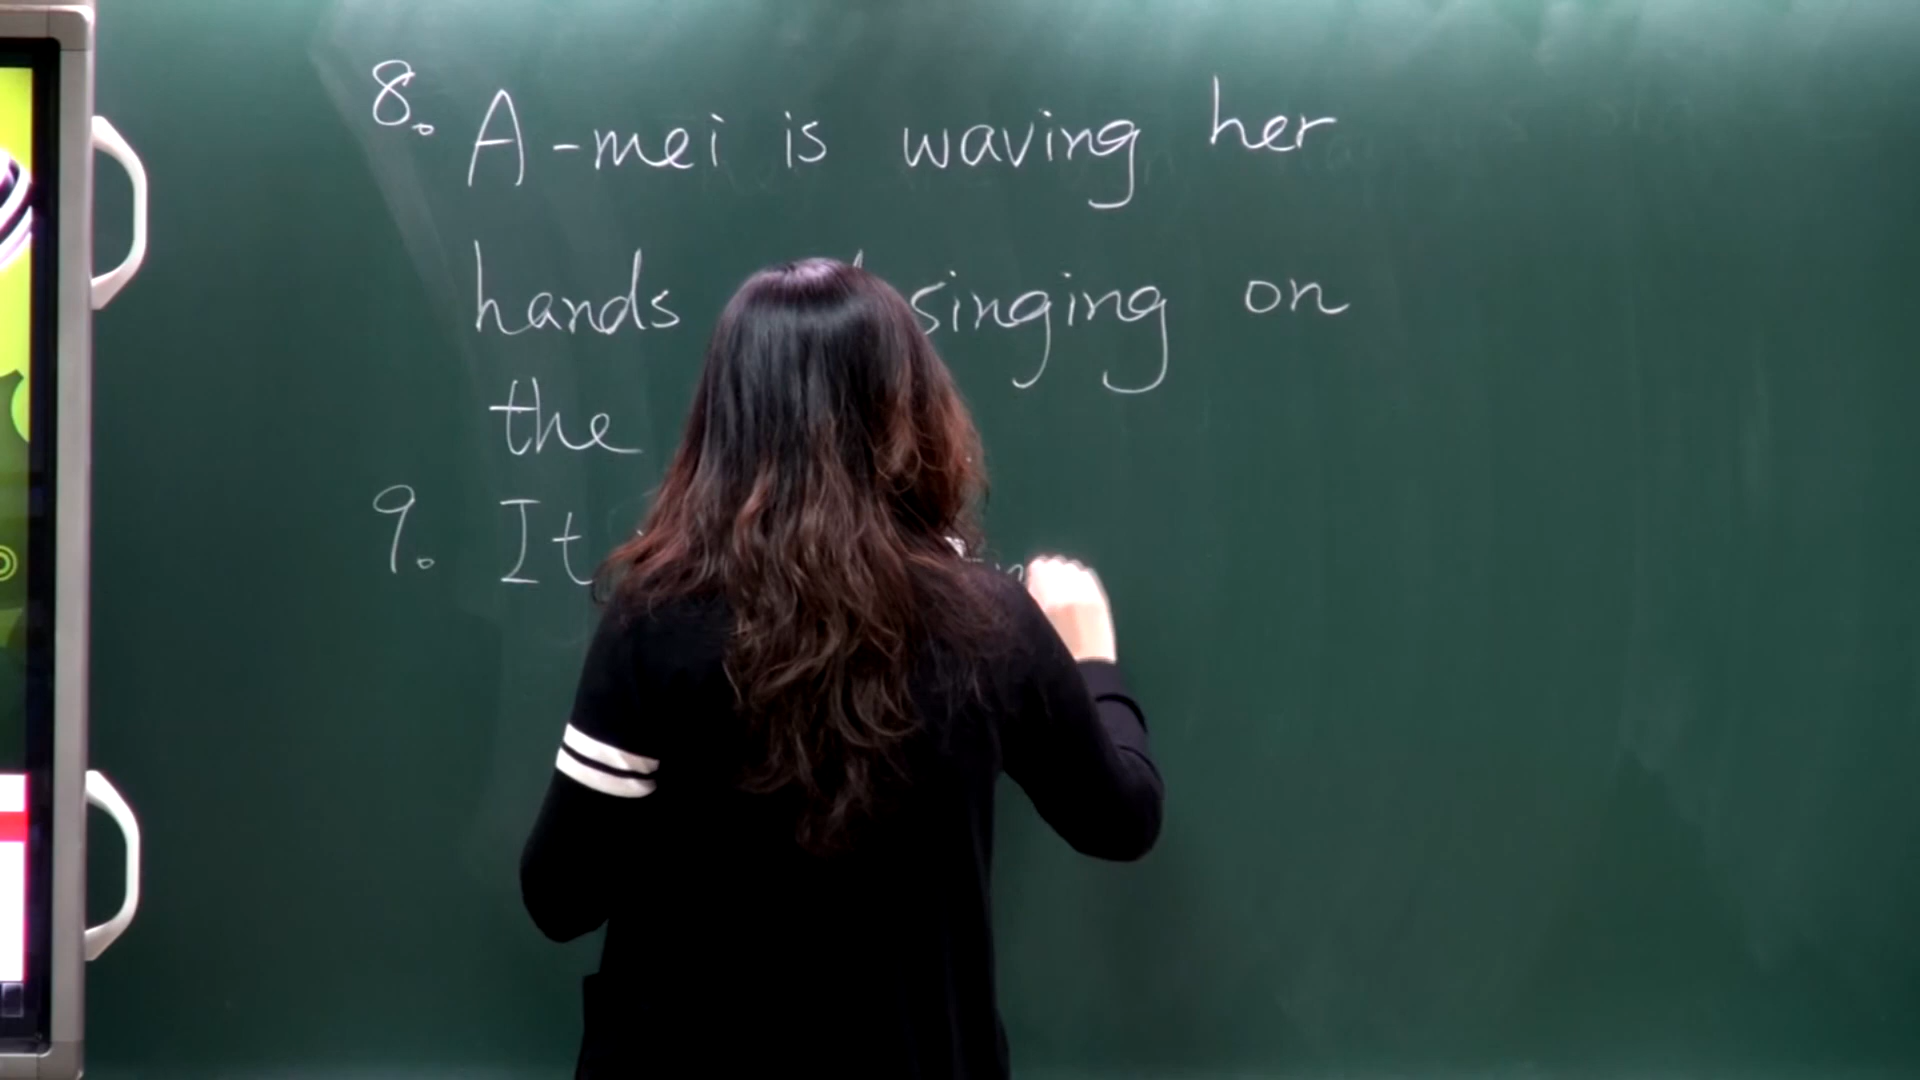 8. A-mei is waving her
hands singing on
the
9. It